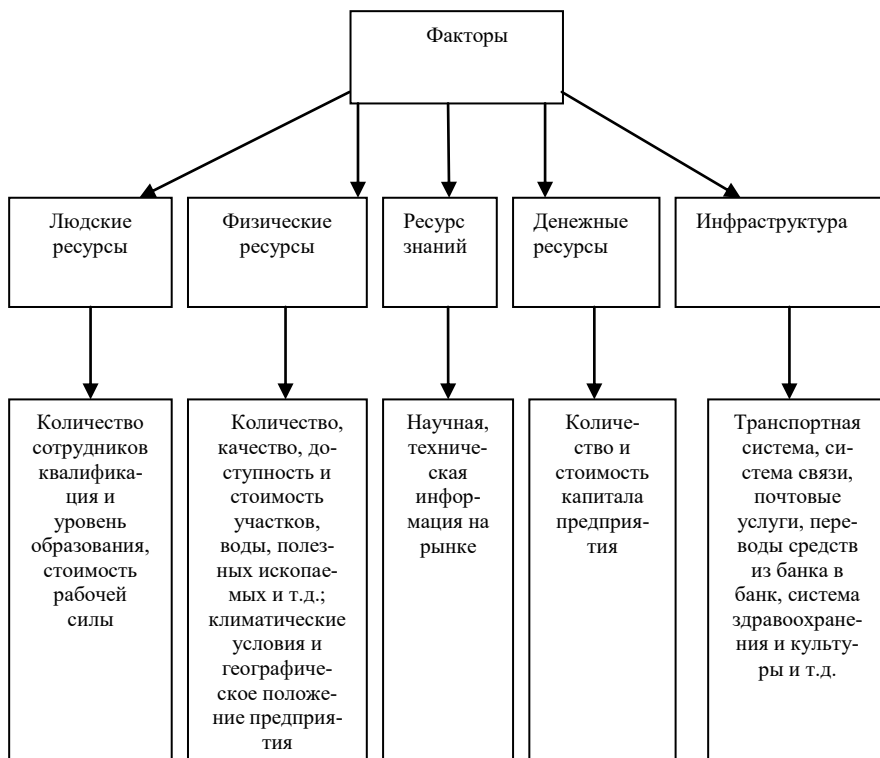 Факторы
Людские
ресурсы
Физические
ресурсы
Ресурс
знаний
Денежные
ресурсы
Инфраструктура
Количество
сотрудников
квалифика-
ция и
уровень
образования,
стоимость
рабочей
силы
Количество,
качество, до-
ступность и
стоимость
участков,
воды, полез-
ных ископае-
мых и т.д.;
климатические
условия и
географиче-
ское положе-
ние предприя-
тия
Научная,
техниче-
ская
инфор-
мация на
рынке
Количе-
ство и
стоимость
капитала
предприя-
тия
Транспортная
система, си-
стема связи,
почтовые
услуги, пере-
воды средств
из банка в
банк, система
здравоохране-
ния и культу-
ры и т.д.